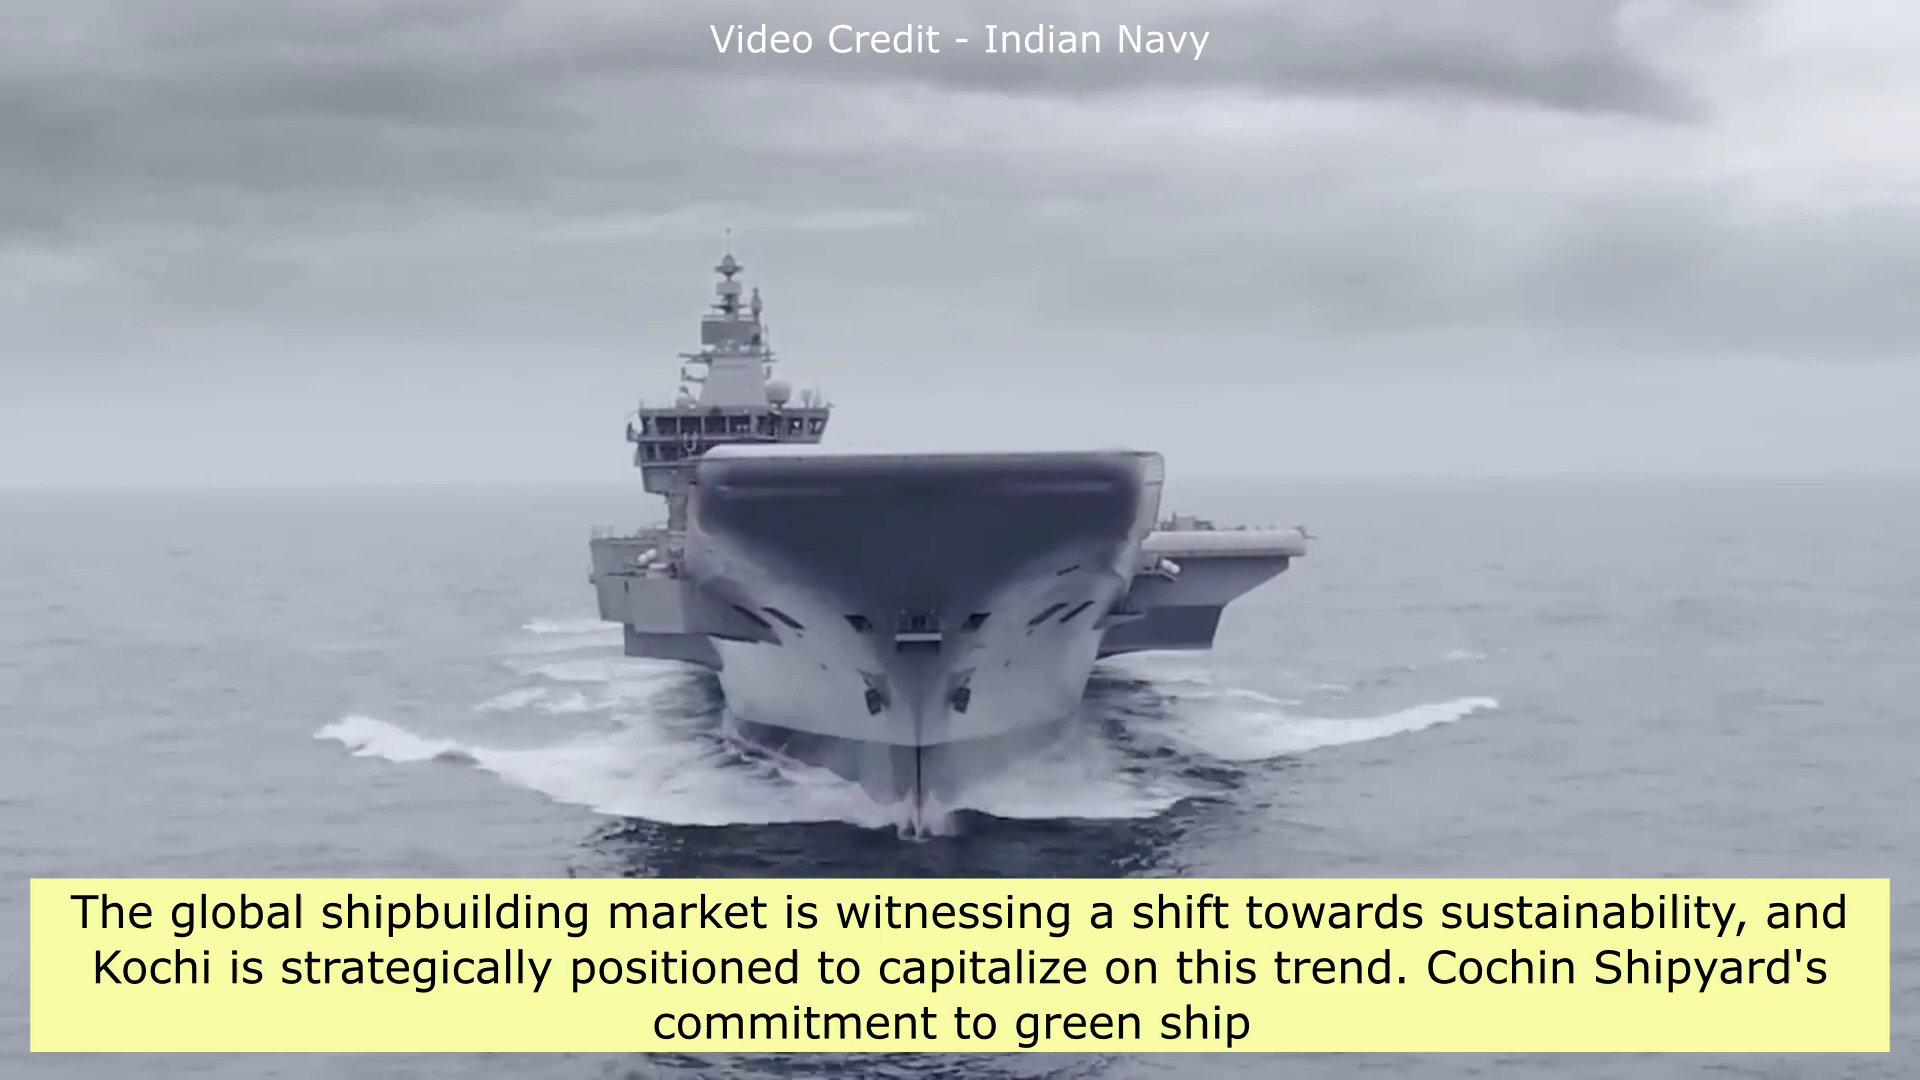 Video Credit - Indian Navy
The global shipbuilding market is witnessing a shift towards sustainability, and
Kochi is strategically positioned to capitalize on this trend. Cochin Shipyard's
commitment to green ship